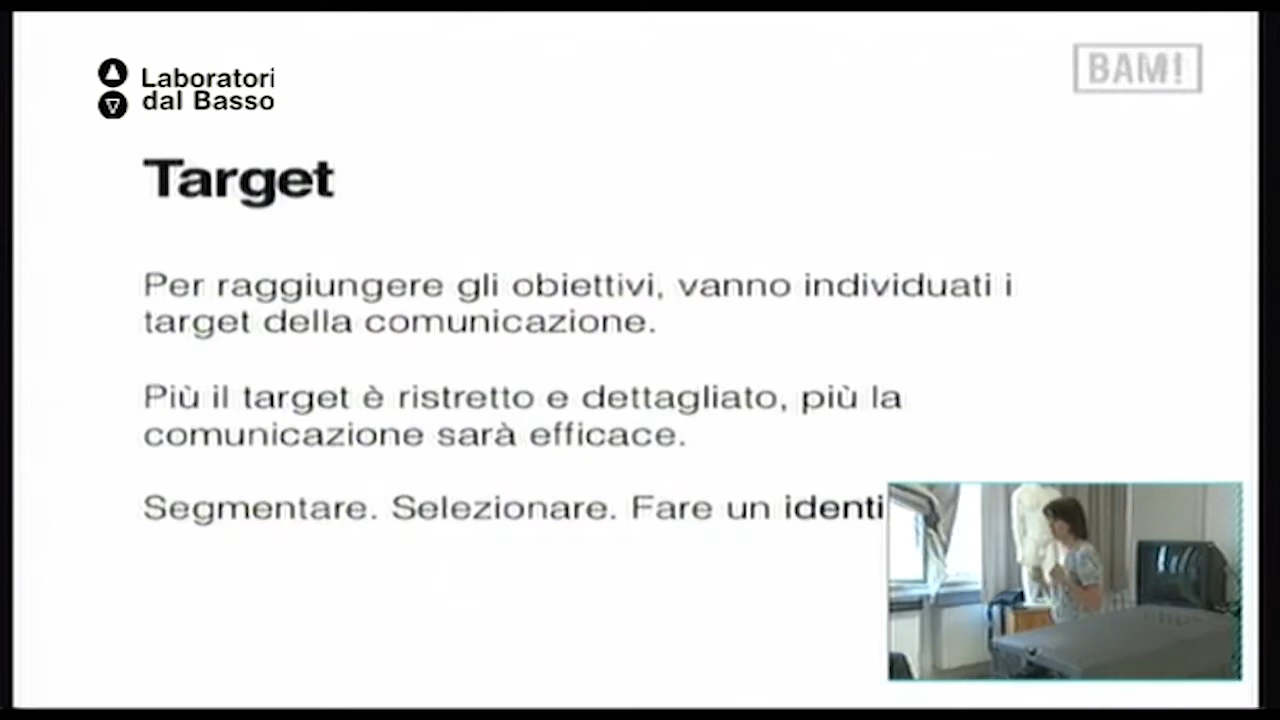 Laboratori
dal Basso
BAM!
Target
Per raggiungere gli obiettivi, vanno individuati i
target della comunicazione.
Più il target è ristretto e dettagliato, più la
comunicazione sarà efficace.
Segmentare. Selezionare. Fare un identi